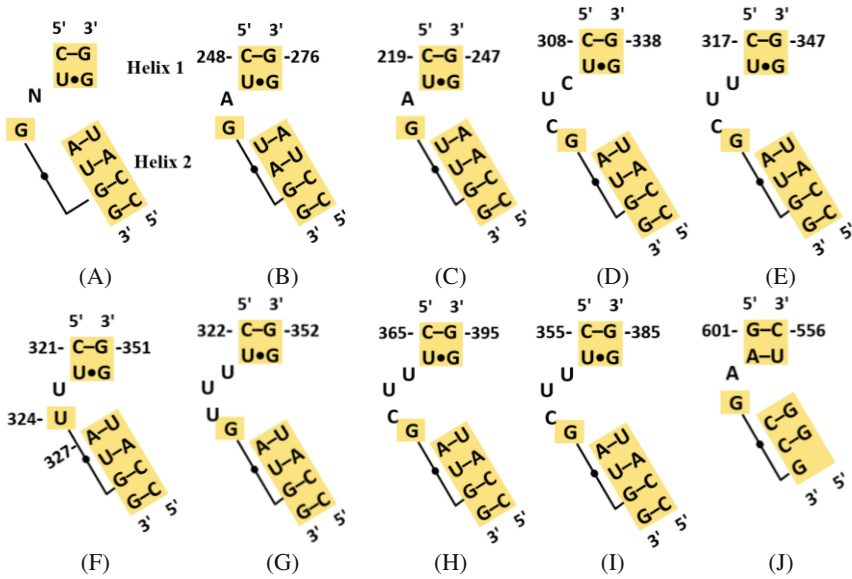 5' 3'
C–G
U•G
Helix 1
N
G
A–U
U–A
Helix 2
G–C
G–C
3' 5'
(A)
5' 3'
248- C–G -276
U•G
A
G
U–A
A–U
G–C
G–C
3' 5'
(B)
5' 3'
219- C–G -247
U•G
A
G
U–A
U–A
G–C
G–C
3' 5'
(C)
5' 3'
308- C–G -338
U•G
C
U
C
G
A–U
U–A
G–C
G–C
3' 5'
(D)
5' 3'
317- C–G -347
U•G
U
U
C
G
A–U
U–A
G–C
G–C
3' 5'
(E)
5' 3'
321- C–G -351
U•G
U
324- U
327-
A–U
U–A
G–C
G–C
3' 5'
(F)
5' 3'
322- C–G -352
U•G
U
U
U
G
A–U
U–A
G–C
G–C
3' 5'
(G)
5' 3'
365- C–G -395
U•G
U
U
C
G
A–U
U–A
G–C
G–C
3' 5'
(H)
5' 3'
355- C–G -385
U•G
U
U
C
G
A–U
U–A
G–C
G–C
3' 5'
(I)
5' 3'
601- G–C -556
A–U
A
G
C–G
C–G
G
3' 5'
(J)